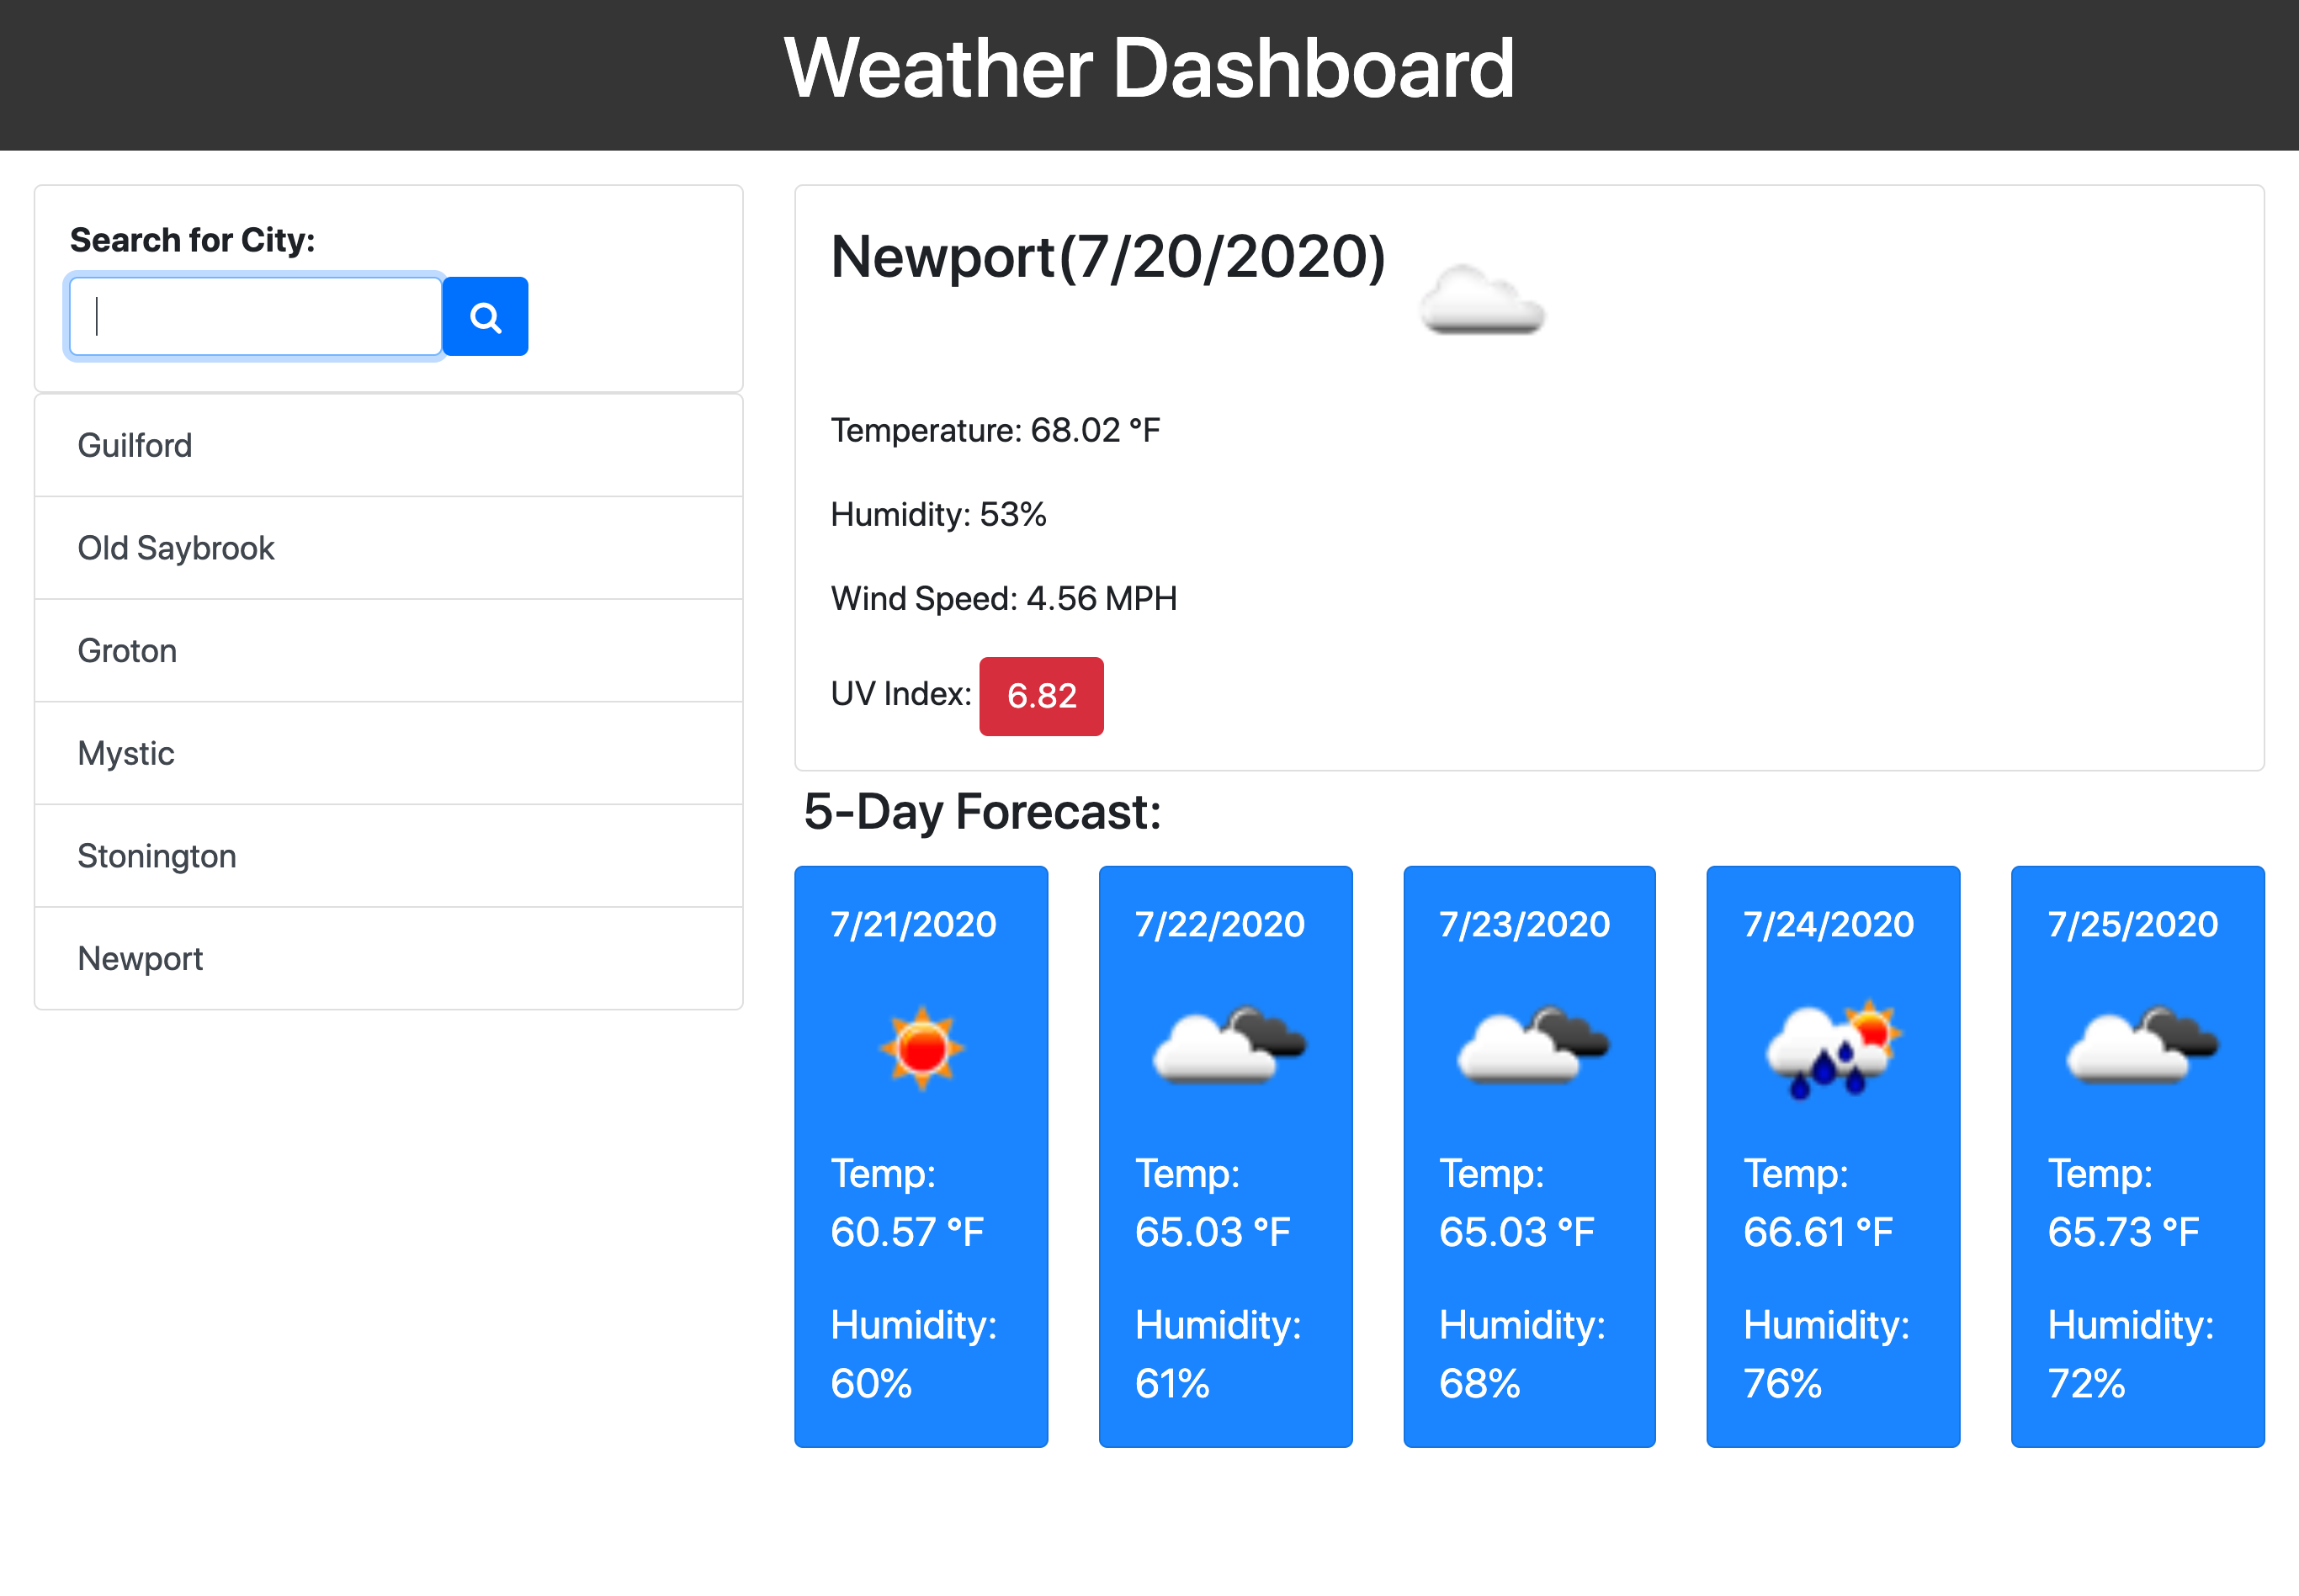 Weather Dashboard
Search for City:
Guilford
Old Saybrook
Groton
Mystic
Stonington
Newport
Newport(7/20/2020)
Temperature: 68.02 °F
Humidity: 53%
Wind Speed: 4.56 MPH
UV Index: 6.82
5-Day Forecast:
7/21/2020
Temp:
60.57 °F
Humidity:
60%
7/22/2020
Temp:
65.03 °F
Humidity:
61%
7/23/2020
Temp:
65.03 °F
Humidity:
68%
7/24/2020
Temp:
66.61 °F
Humidity:
76%
7/25/2020
Temp:
65.73 °F
Humidity:
72%